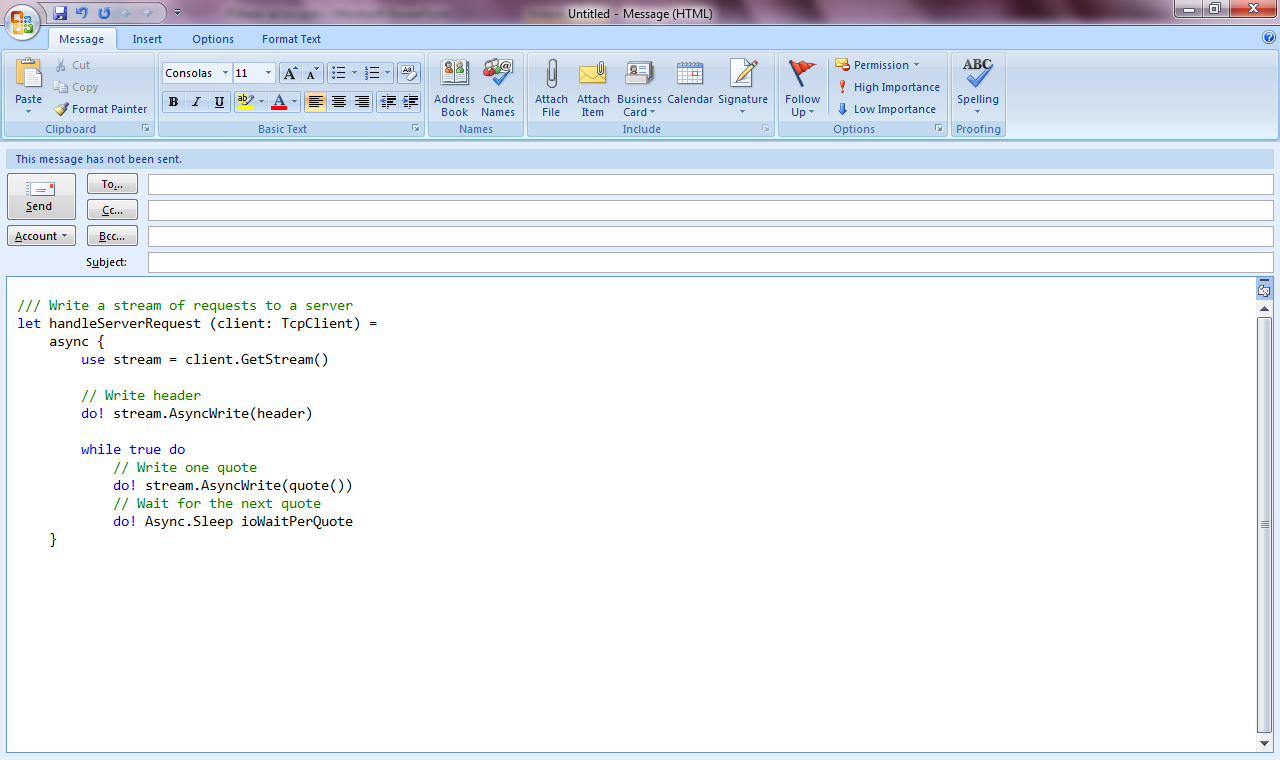 Untitled - Message (HTML)
Message Insert Options Format Text
Paste
Cut
Copy
Format Painter
Clipboard
Consolas 11
B I U ab A
Basic Text
Address Book
Check Names
Names
Attach File
Attach Item
Business Card
Calendar
Signature
Include
Follow Up
Permission
High Importance
Low Importance
Options
ABC
Spelling
Proofing
This message has not been sent.
Send
To...
Cc...
Account
Bcc...
Subject:
/// Write a stream of requests to a server
let handleServerRequest (client: TcpClient) =
async {
use stream = client.GetStream()
// Write header
do! stream.AsyncWrite(header)
while true do
// Write one quote
do! stream.AsyncWrite(quote())
// Wait for the next quote
do! Async.Sleep ioWaitPerQuote
}